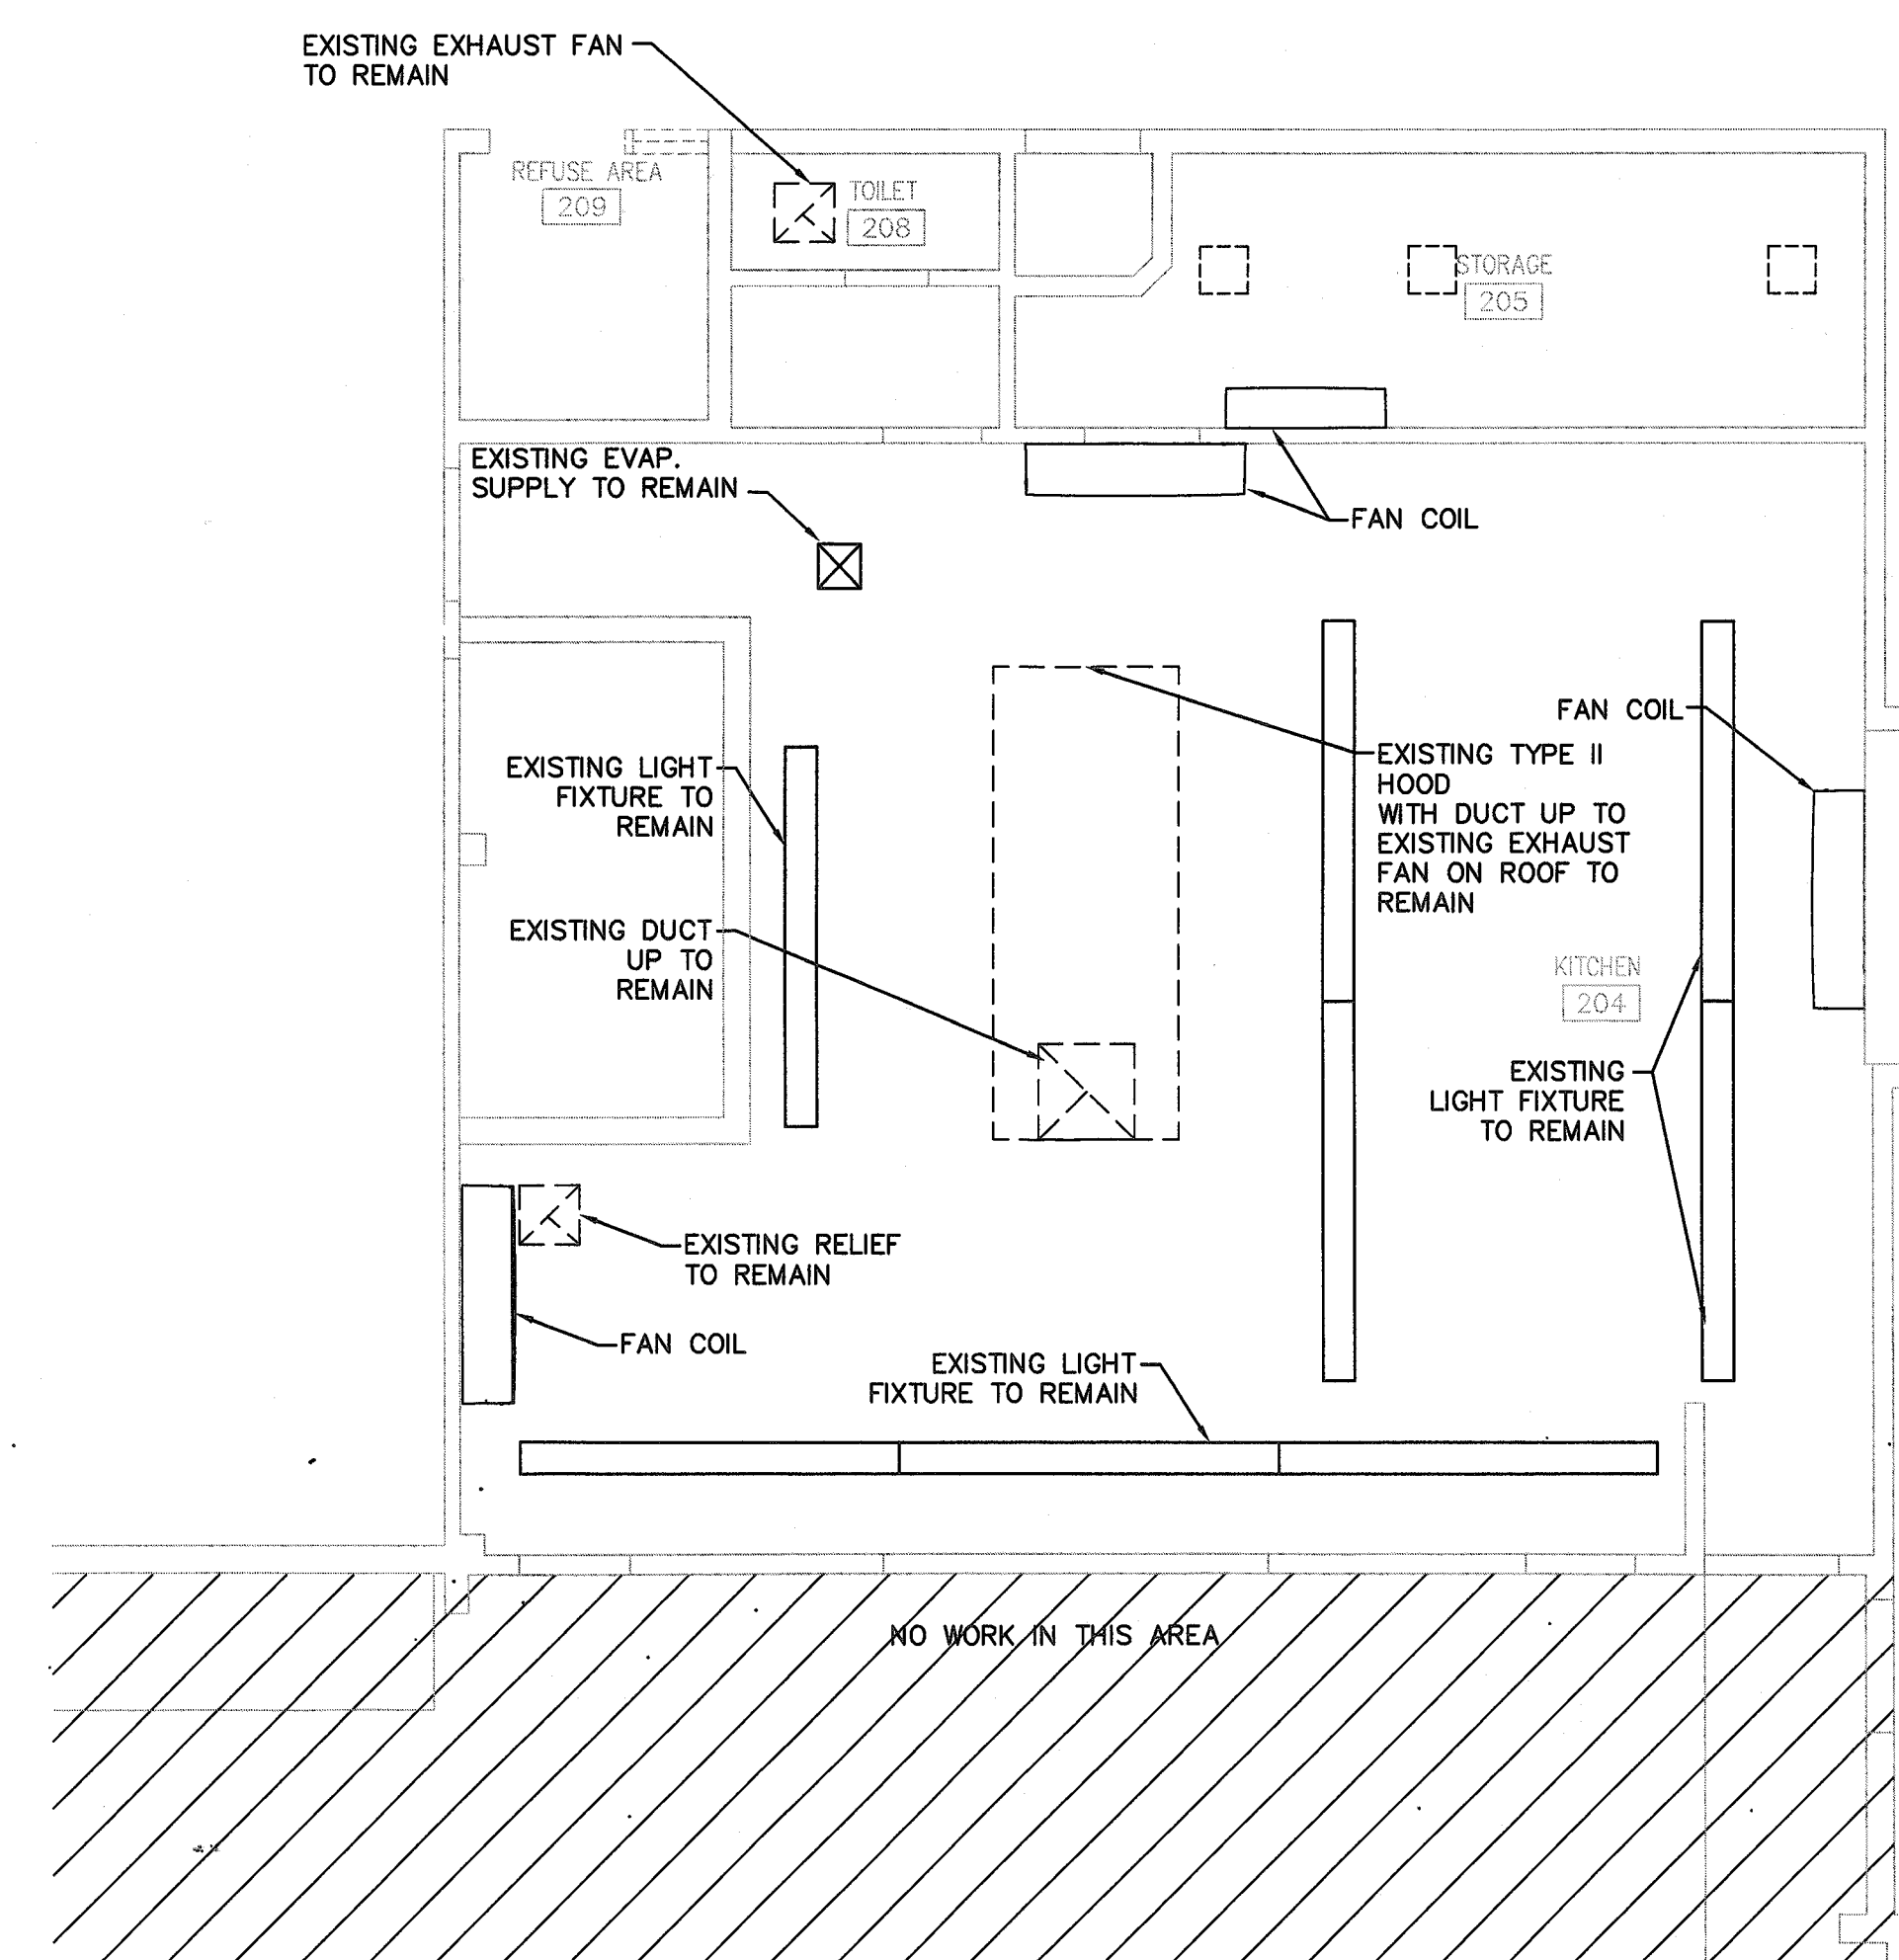 EXISTING EXHAUST FAN
TO REMAIN
REFUSE AREA
209
TOILET
208
STORAGE
205
EXISTING EVAP.
SUPPLY TO REMAIN
FAN COIL
FAN COIL
EXISTING TYPE II
HOOD
WITH DUCT UP TO
EXISTING EXHAUST
FAN ON ROOF TO
REMAIN
EXISTING LIGHT
FIXTURE TO
REMAIN
EXISTING DUCT
UP TO
REMAIN
KITCHEN
204
EXISTING
LIGHT FIXTURE
TO REMAIN
EXISTING RELIEF
TO REMAIN
FAN COIL
EXISTING LIGHT
FIXTURE TO REMAIN
NO WORK IN THIS AREA